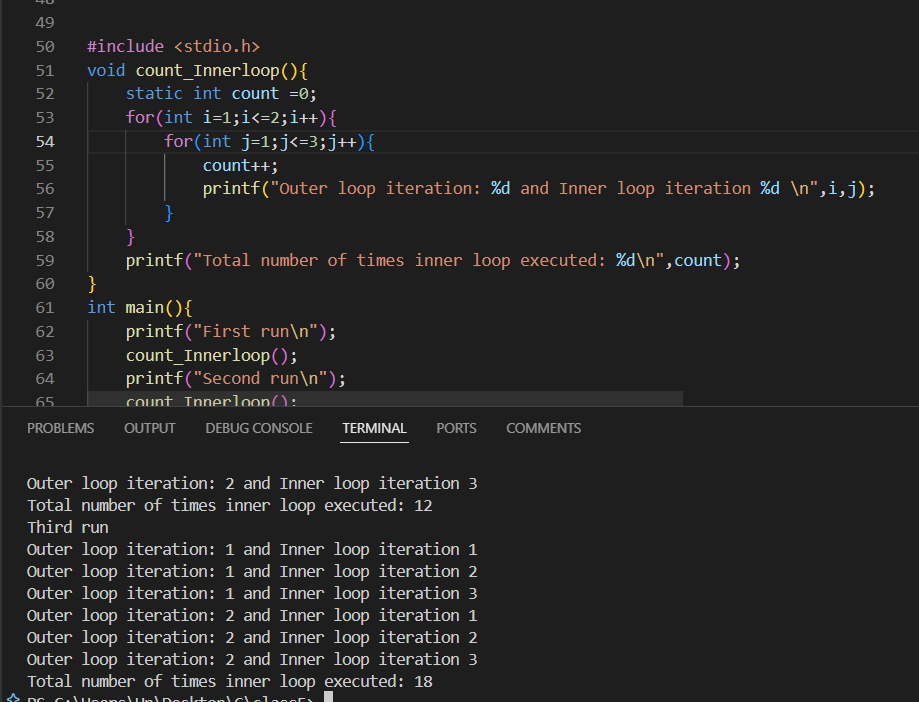 48
49
50 #include <stdio.h>
51 void count_Innerloop(){
52     static int count =0;
53     for(int i=1;i<=2;i++){
54         for(int j=1;j<=3;j++){
55             count++;
56             printf("Outer loop iteration: %d and Inner loop iteration %d \n",i,j);
57         }
58     }
59     printf("Total number of times inner loop executed: %d\n",count);
60 }
61 int main(){
62     printf("First run\n");
63     count_Innerloop();
64     printf("Second run\n");
65     count_Innerloop();
PROBLEMS OUTPUT DEBUG CONSOLE TERMINAL PORTS COMMENTS
Outer loop iteration: 2 and Inner loop iteration 3
Total number of times inner loop executed: 12
Third run
Outer loop iteration: 1 and Inner loop iteration 1
Outer loop iteration: 1 and Inner loop iteration 2
Outer loop iteration: 1 and Inner loop iteration 3
Outer loop iteration: 2 and Inner loop iteration 1
Outer loop iteration: 2 and Inner loop iteration 2
Outer loop iteration: 2 and Inner loop iteration 3
Total number of times inner loop executed: 18
PS